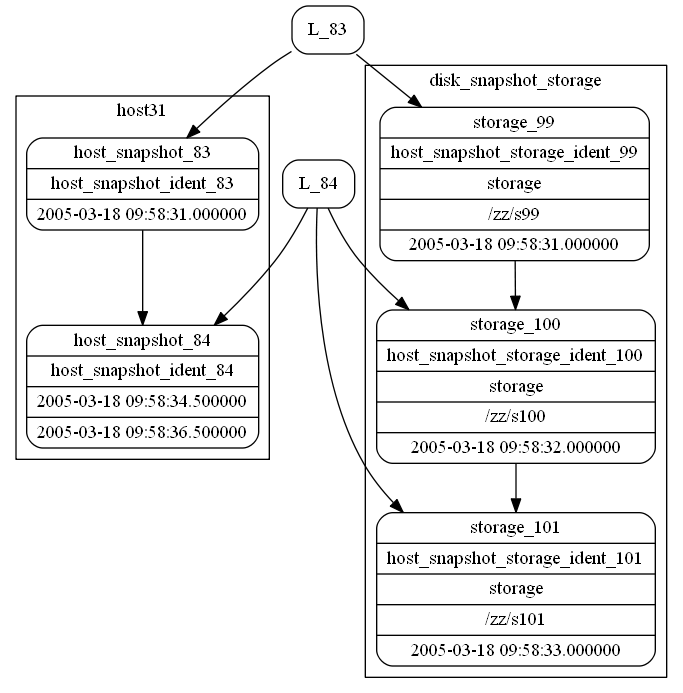 L_83
disk_snapshot_storage
host31
storage_99
host_snapshot_storage_ident_99
storage
/zz/s99
2005-03-18 09:58:31.000000
host_snapshot_83
host_snapshot_ident_83
2005-03-18 09:58:31.000000
L_84
storage_100
host_snapshot_storage_ident_100
storage
/zz/s100
2005-03-18 09:58:32.000000
host_snapshot_84
host_snapshot_ident_84
2005-03-18 09:58:34.500000
2005-03-18 09:58:36.500000
storage_101
host_snapshot_storage_ident_101
storage
/zz/s101
2005-03-18 09:58:33.000000